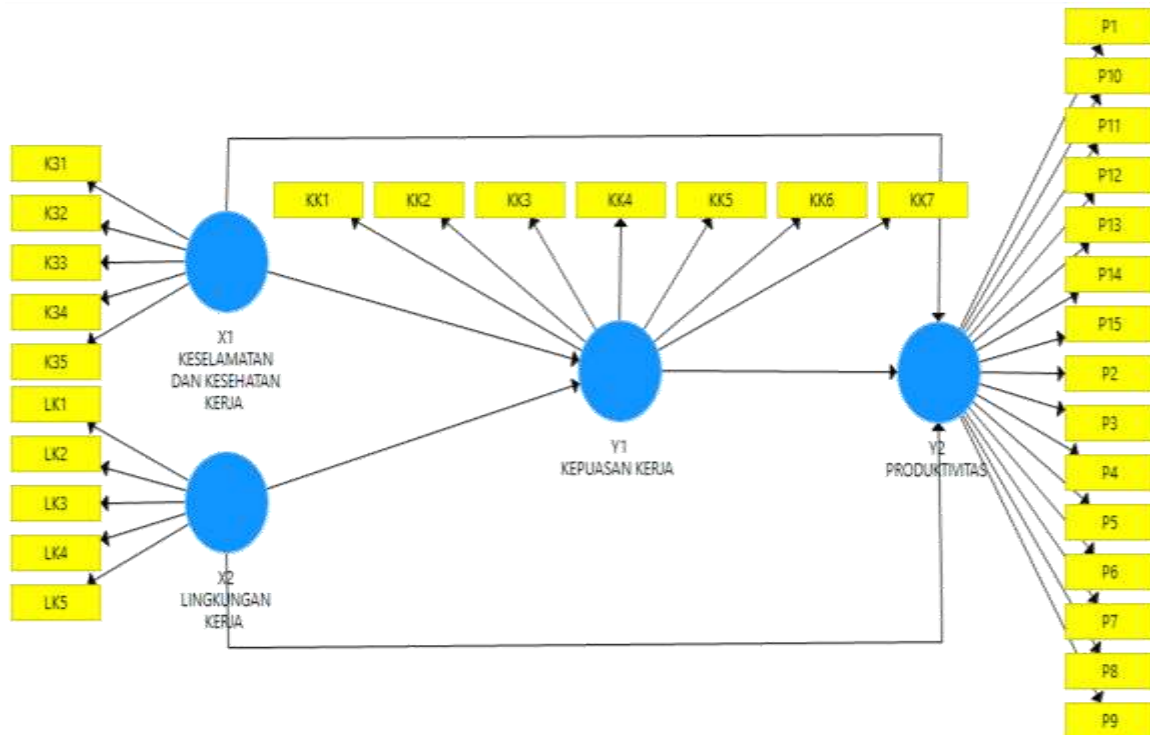 K31
K32
K33
K34
K35
LK1
LK2
LK3
LK4
LK5
X1
KESELAMATAN
DAN KESEHATAN
KERJA
X2
LINGKUNGAN
KERJA
KK1
KK2
KK3
KK4
KK5
KK6
KK7
Y1
KEPUASAN KERJA
Y2
PRODUKTIVITAS
P1
P10
P11
P12
P13
P14
P15
P2
P3
P4
P5
P6
P7
P8
P9